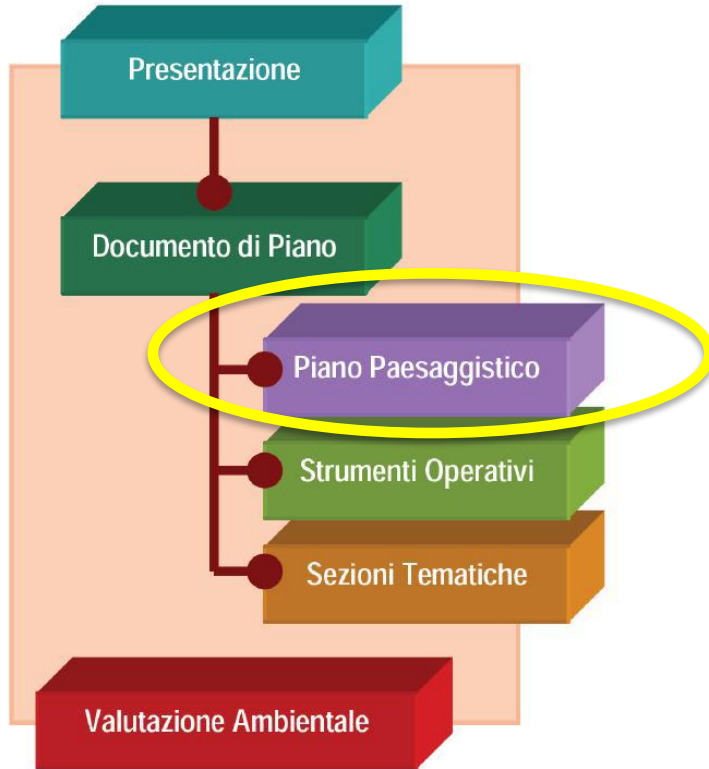 Presentazione
Documento di Piano
Piano Paesaggistico
Strumenti Operativi
Sezioni Tematiche
Valutazione Ambientale